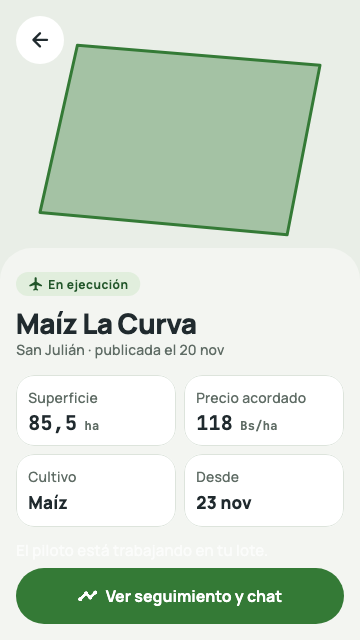 En ejecución
Maíz La Curva
San Julián · publicada el 20 nov
Superficie
85,5 ha
Precio acordado
118 Bs/ha
Cultivo
Maíz
Desde
23 nov
El piloto está trabajando en tu lote.
Ver seguimiento y chat